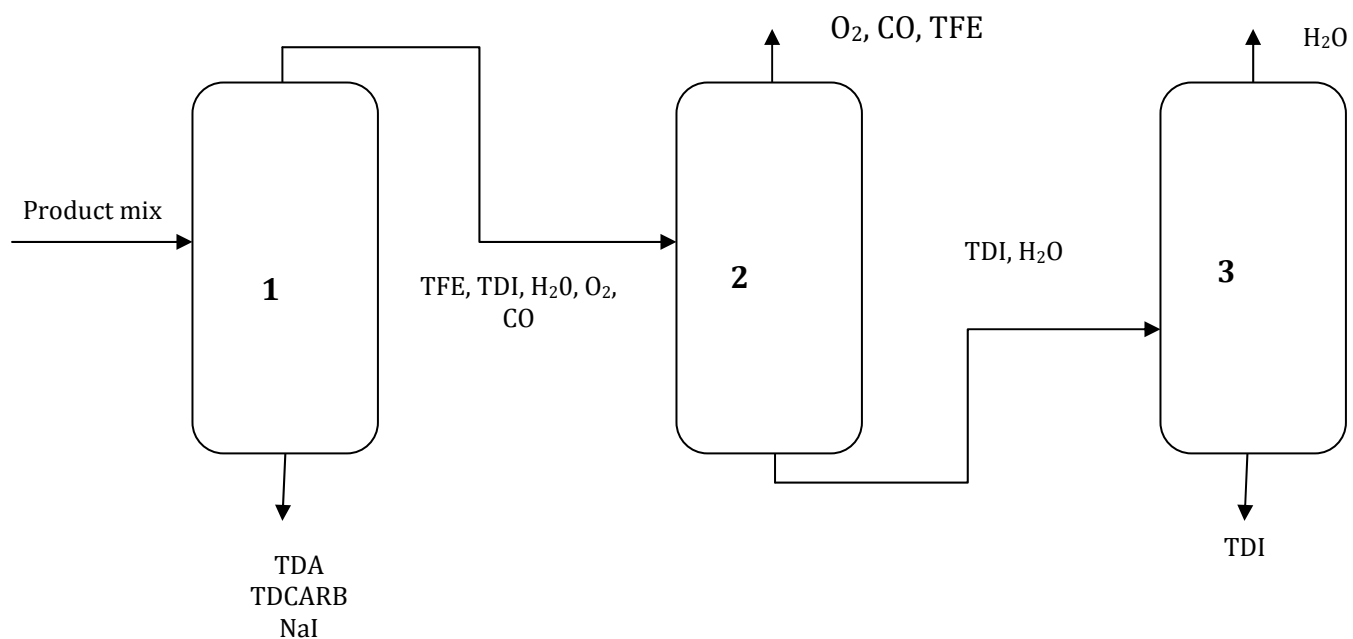 O₂, CO, TFE
H₂O
Product mix
1
TFE, TDI, H₂0, O₂,
CO
2
TDI, H₂O
3
TDA
TDCARB
NaI
TDI